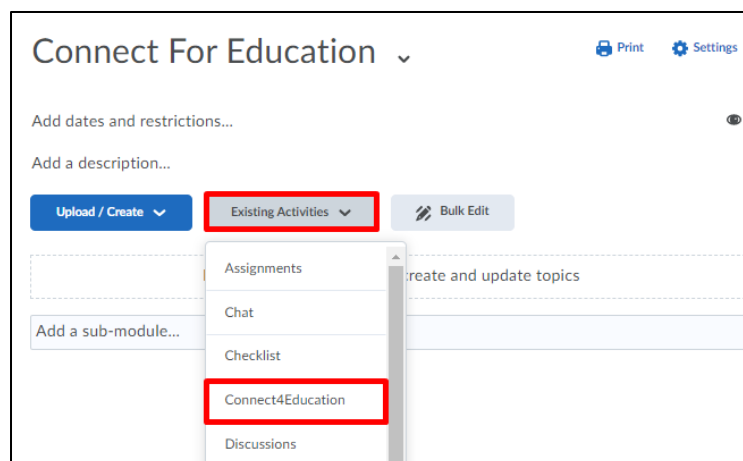 Connect For Education
Print
Settings
Add dates and restrictions...
Add a description...
Upload / Create
Existing Activities
Bulk Edit
Assignments
create and update topics
Chat
Add a sub-module...
Checklist
Connect4Education
Discussions